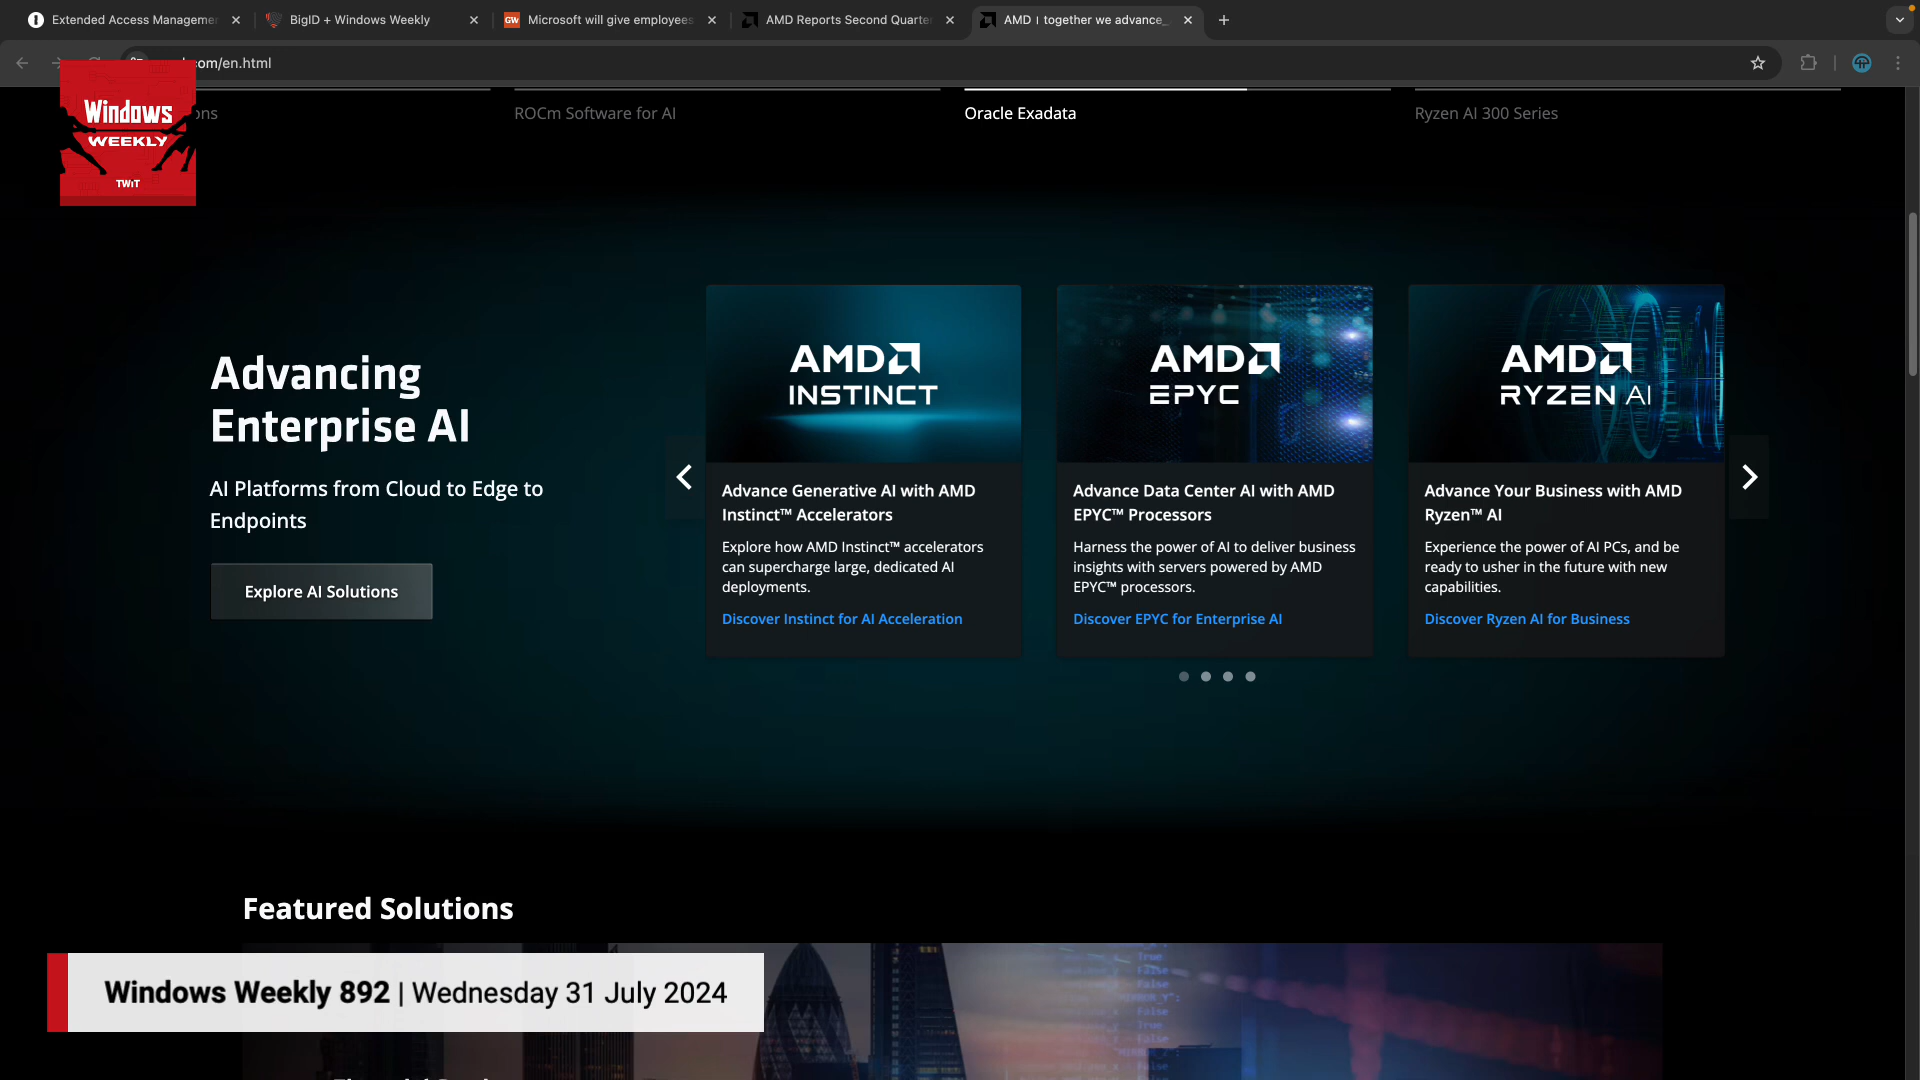 Extended Access Managemen
BigID + Windows Weekly
Microsoft will give employees
AMD Reports Second Quarter
AMD । together we advance_
com/en.html
Windows
WEEKLY
TWiT
ons
ROCm Software for AI
Oracle Exadata
Ryzen AI 300 Series
Advancing
Enterprise AI
AI Platforms from Cloud to Edge to
Endpoints
Explore AI Solutions
AMD
INSTINCT
Advance Generative AI with AMD
Instinct™ Accelerators
Explore how AMD Instinct™ accelerators
can supercharge large, dedicated AI
deployments.
Discover Instinct for AI Acceleration
AMD
EPYC
Advance Data Center AI with AMD
EPYC™ Processors
Harness the power of AI to deliver business
insights with servers powered by AMD
EPYC™ processors.
Discover EPYC for Enterprise AI
AMD
RYZEN AI
Advance Your Business with AMD
Ryzen™ AI
Experience the power of AI PCs, and be
ready to usher in the future with new
capabilities.
Discover Ryzen AI for Business
Featured Solutions
True
False
False
False
True
False
Windows Weekly 892 | Wednesday 31 July 2024